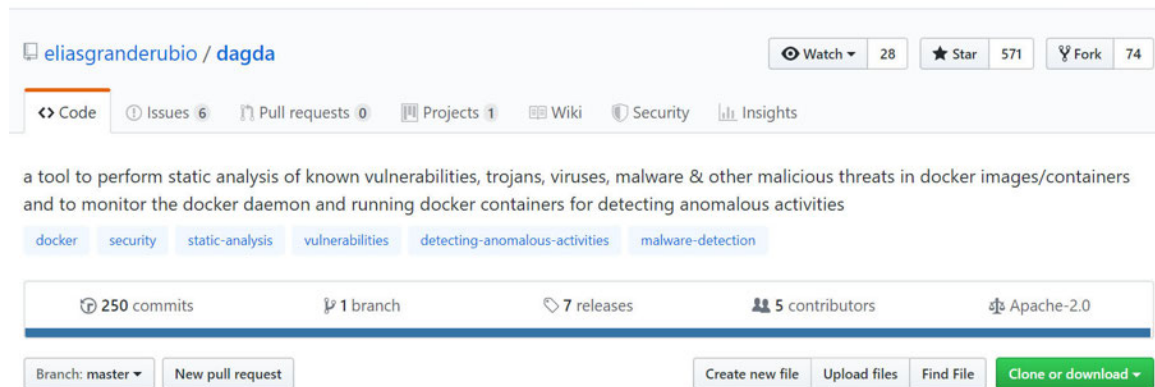 eliasgranderubio / dagda
Watch 28 Star 571 Fork 74
Code Issues 6 Pull requests 0 Projects 1 Wiki Security Insights
a tool to perform static analysis of known vulnerabilities, trojans, viruses, malware & other malicious threats in docker images/containers
and to monitor the docker daemon and running docker containers for detecting anomalous activities
docker security static-analysis vulnerabilities detecting-anomalous-activities malware-detection
250 commits 1 branch 7 releases 5 contributors Apache-2.0
Branch: master New pull request Create new file Upload files Find File Clone or download